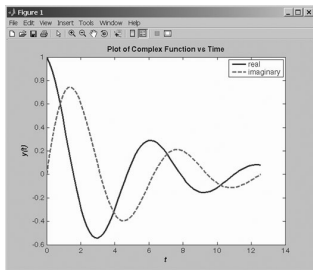 Figure 1
File Edit View Insert Tools Window Help
Plot of Complex Function vs Time
real
imaginary
y(t)
1
0.8
0.6
0.4
0.2
0
-0.2
-0.4
-0.6
0 2 4 6 8 10 12 14
t